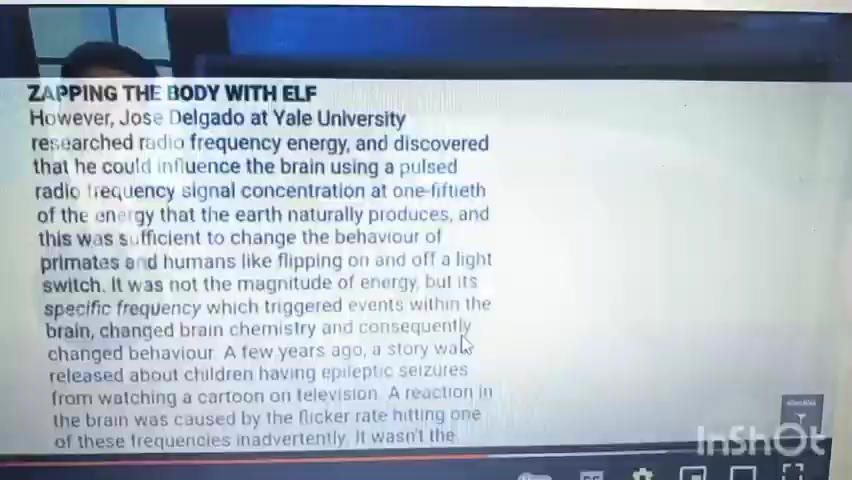 ZAPPING THE BODY WITH ELF
However, Jose Delgado at Yale University
researched radio frequency energy, and discovered
that he could influence the brain using a pulsed
radio frequency signal concentration at one-fiftieth
of the energy that the earth naturally produces, and
this was sufficient to change the behaviour of
primates and humans like flipping on and off a light
switch. It was not the magnitude of energy, but its
specific frequency which triggered events within the
brain, changed brain chemistry and consequently
changed behaviour. A few years ago, a story was
released about children having epileptic seizures
from watching a cartoon on television. A reaction in
the brain was caused by the flicker rate hitting one
of these frequencies inadvertently. It wasn't the
InShOt